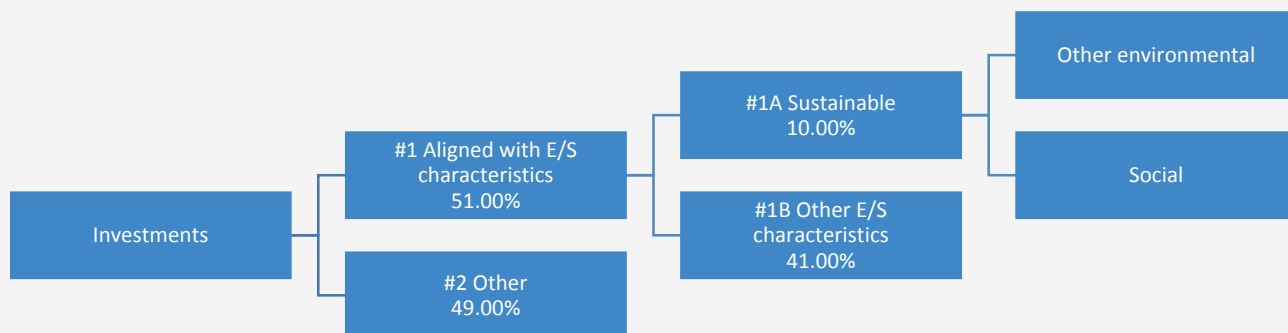 Investments
#1 Aligned with E/S
characteristics
51.00%
#2 Other
49.00%
#1A Sustainable
10.00%
#1B Other E/S
characteristics
41.00%
Other environmental
Social